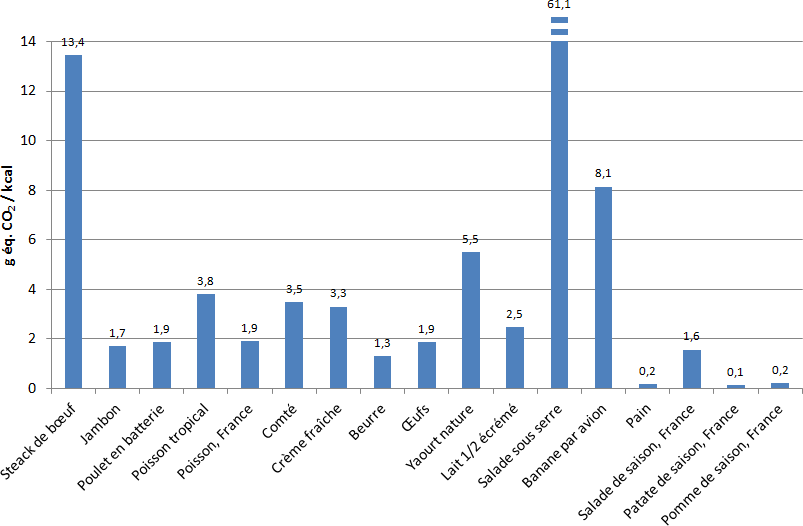 61,1
14
13,4
12
10
8,1
8
g éq. CO₂ / kcal
6
5,5
4
3,8
3,5
3,3
2,5
2
1,7
1,9
1,9
1,3
1,9
1,6
0,2
0,1
0,2
0
Steack de bœuf
Jambon
Poulet en batterie
Poisson tropical
Poisson, France
Comté
Crème fraîche
Beurre
Œufs
Yaourt nature
Lait 1/2 écrémé
Salade sous serre
Banane par avion
Pain
Salade de saison, France
Patate de saison, France
Pomme de saison, France